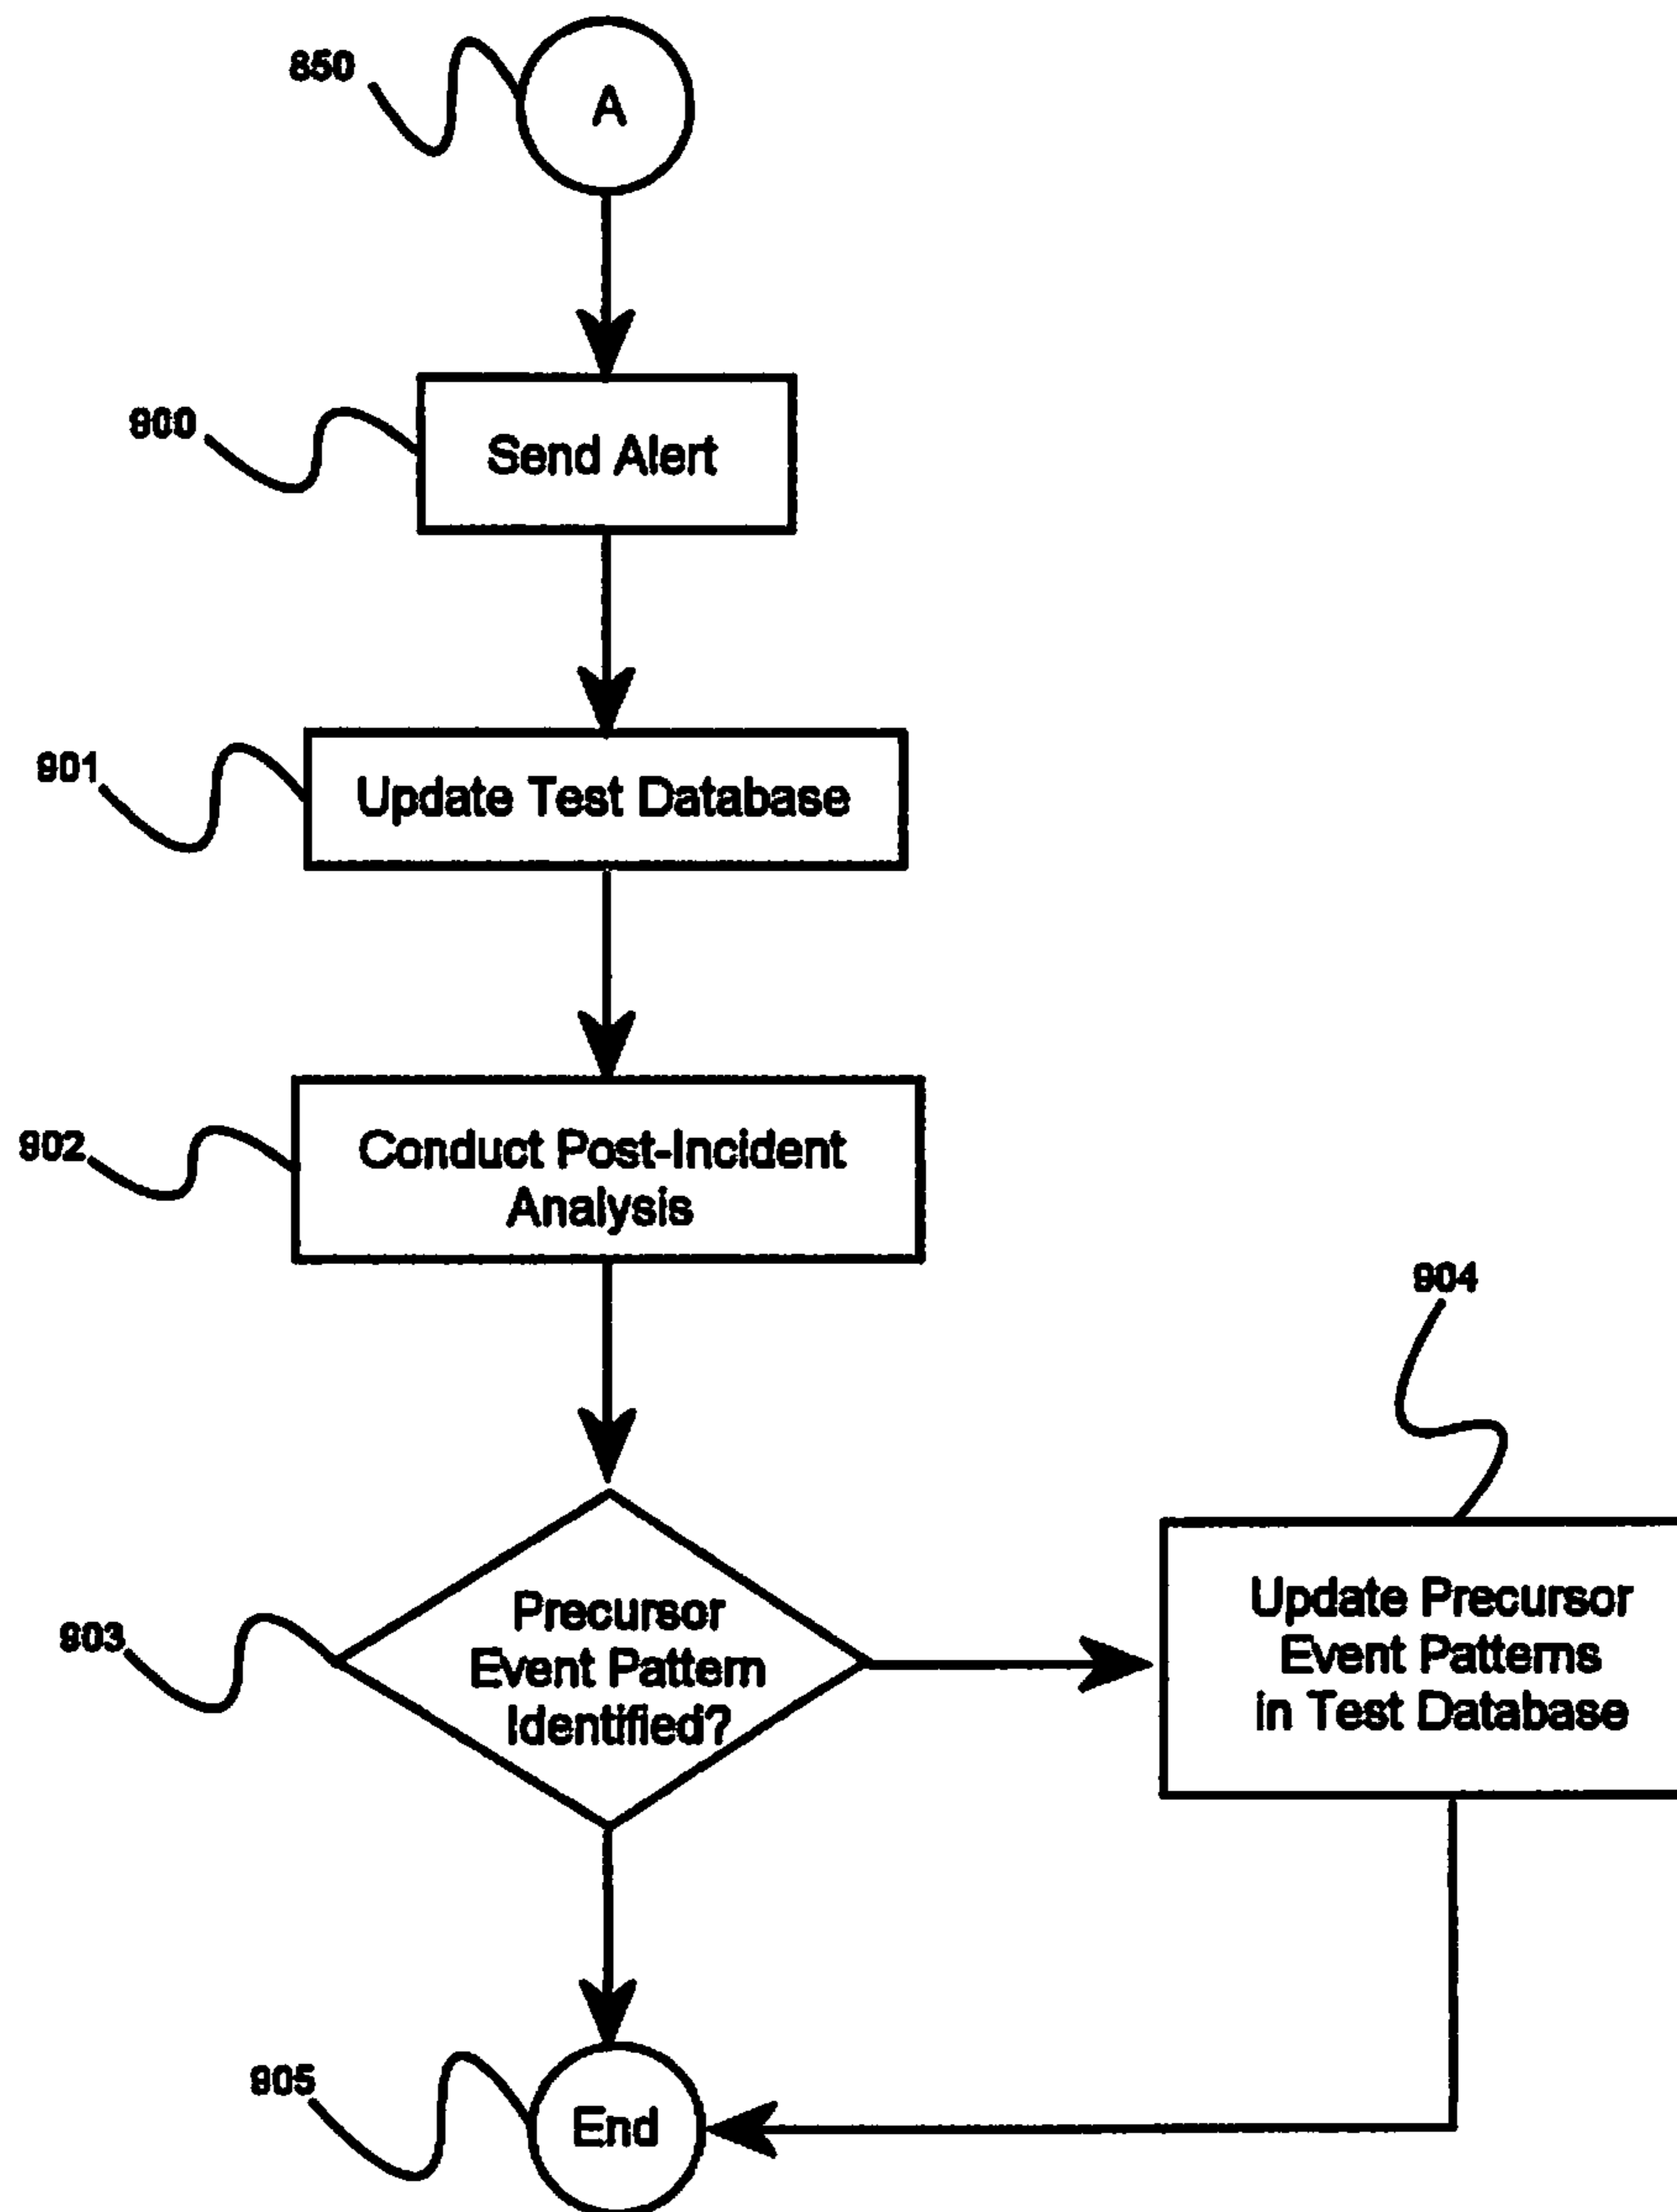 850
A
900
Send Alert
901
Update Test Database
902
Conduct Post-Incident
Analysis
904
903
Precursor
Event Pattern
Identified?
Update Precursor
Event Patterns
in Test Database
905
End